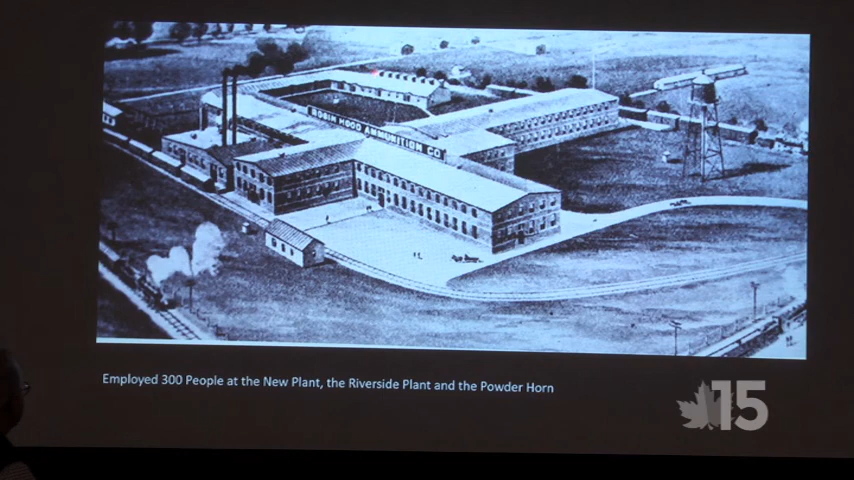 ROBIN HOOD AMMUNITION CO
Employed 300 People at the New Plant, the Riverside Plant and the Powder Horn
15